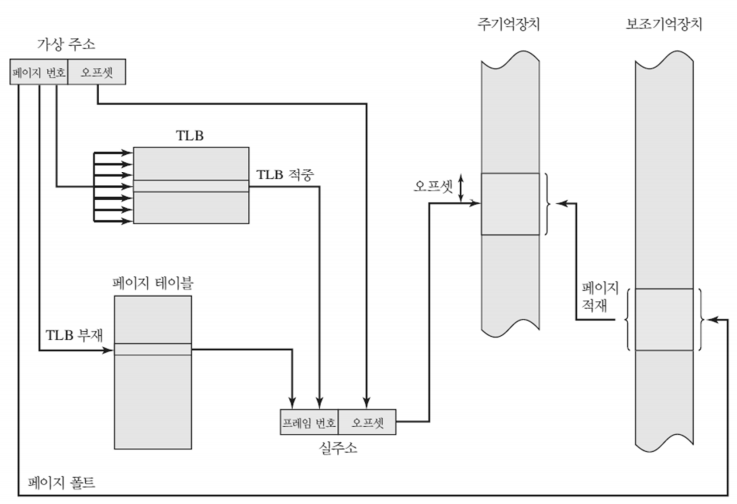 가상 주소
페이지 번호 오프셋
TLB
TLB 적중
페이지 테이블
TLB 부재
프레임 번호 오프셋
실주소
페이지 폴트
주기억장치
오프셋
보조기억장치
페이지
적재